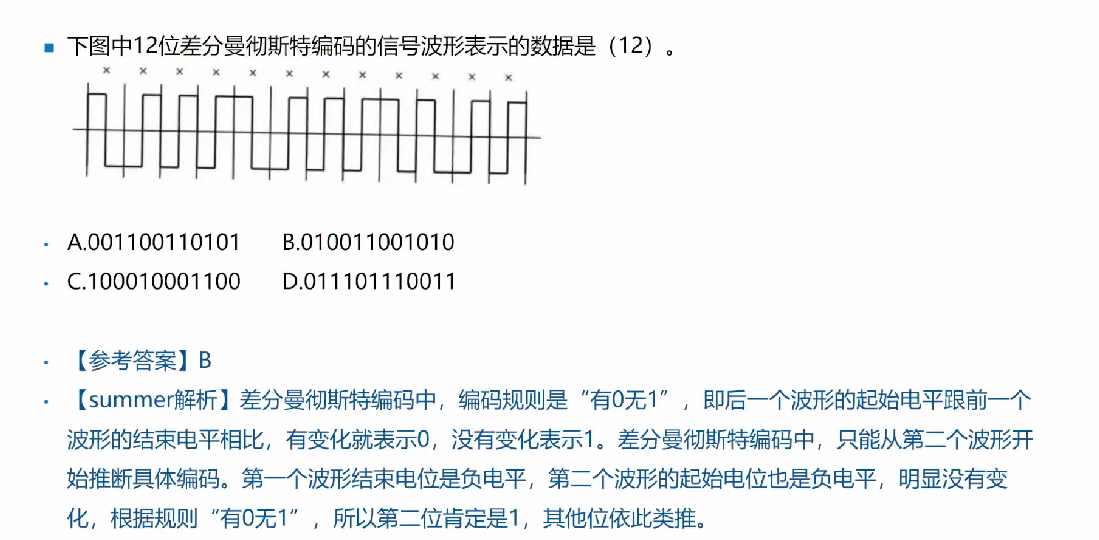 ■ 下图中12位差分曼彻斯特编码的信号波形表示的数据是（12）。
× × × × × × × × × × × ×
• A.001100110101 B.010011001010
• C.100010001100 D.011101110011
• 【参考答案】B
• 【summer解析】差分曼彻斯特编码中，编码规则是“有0无1”，即后一个波形的起始电平跟前一个
波形的结束电平相比，有变化就表示0，没有变化表示1。差分曼彻斯特编码中，只能从第二个波形开
始推断具体编码。第一个波形结束电位是负电平，第二个波形的起始电位也是负电平，明显没有变
化，根据规则“有0无1”，所以第二位肯定是1，其他位依此类推。